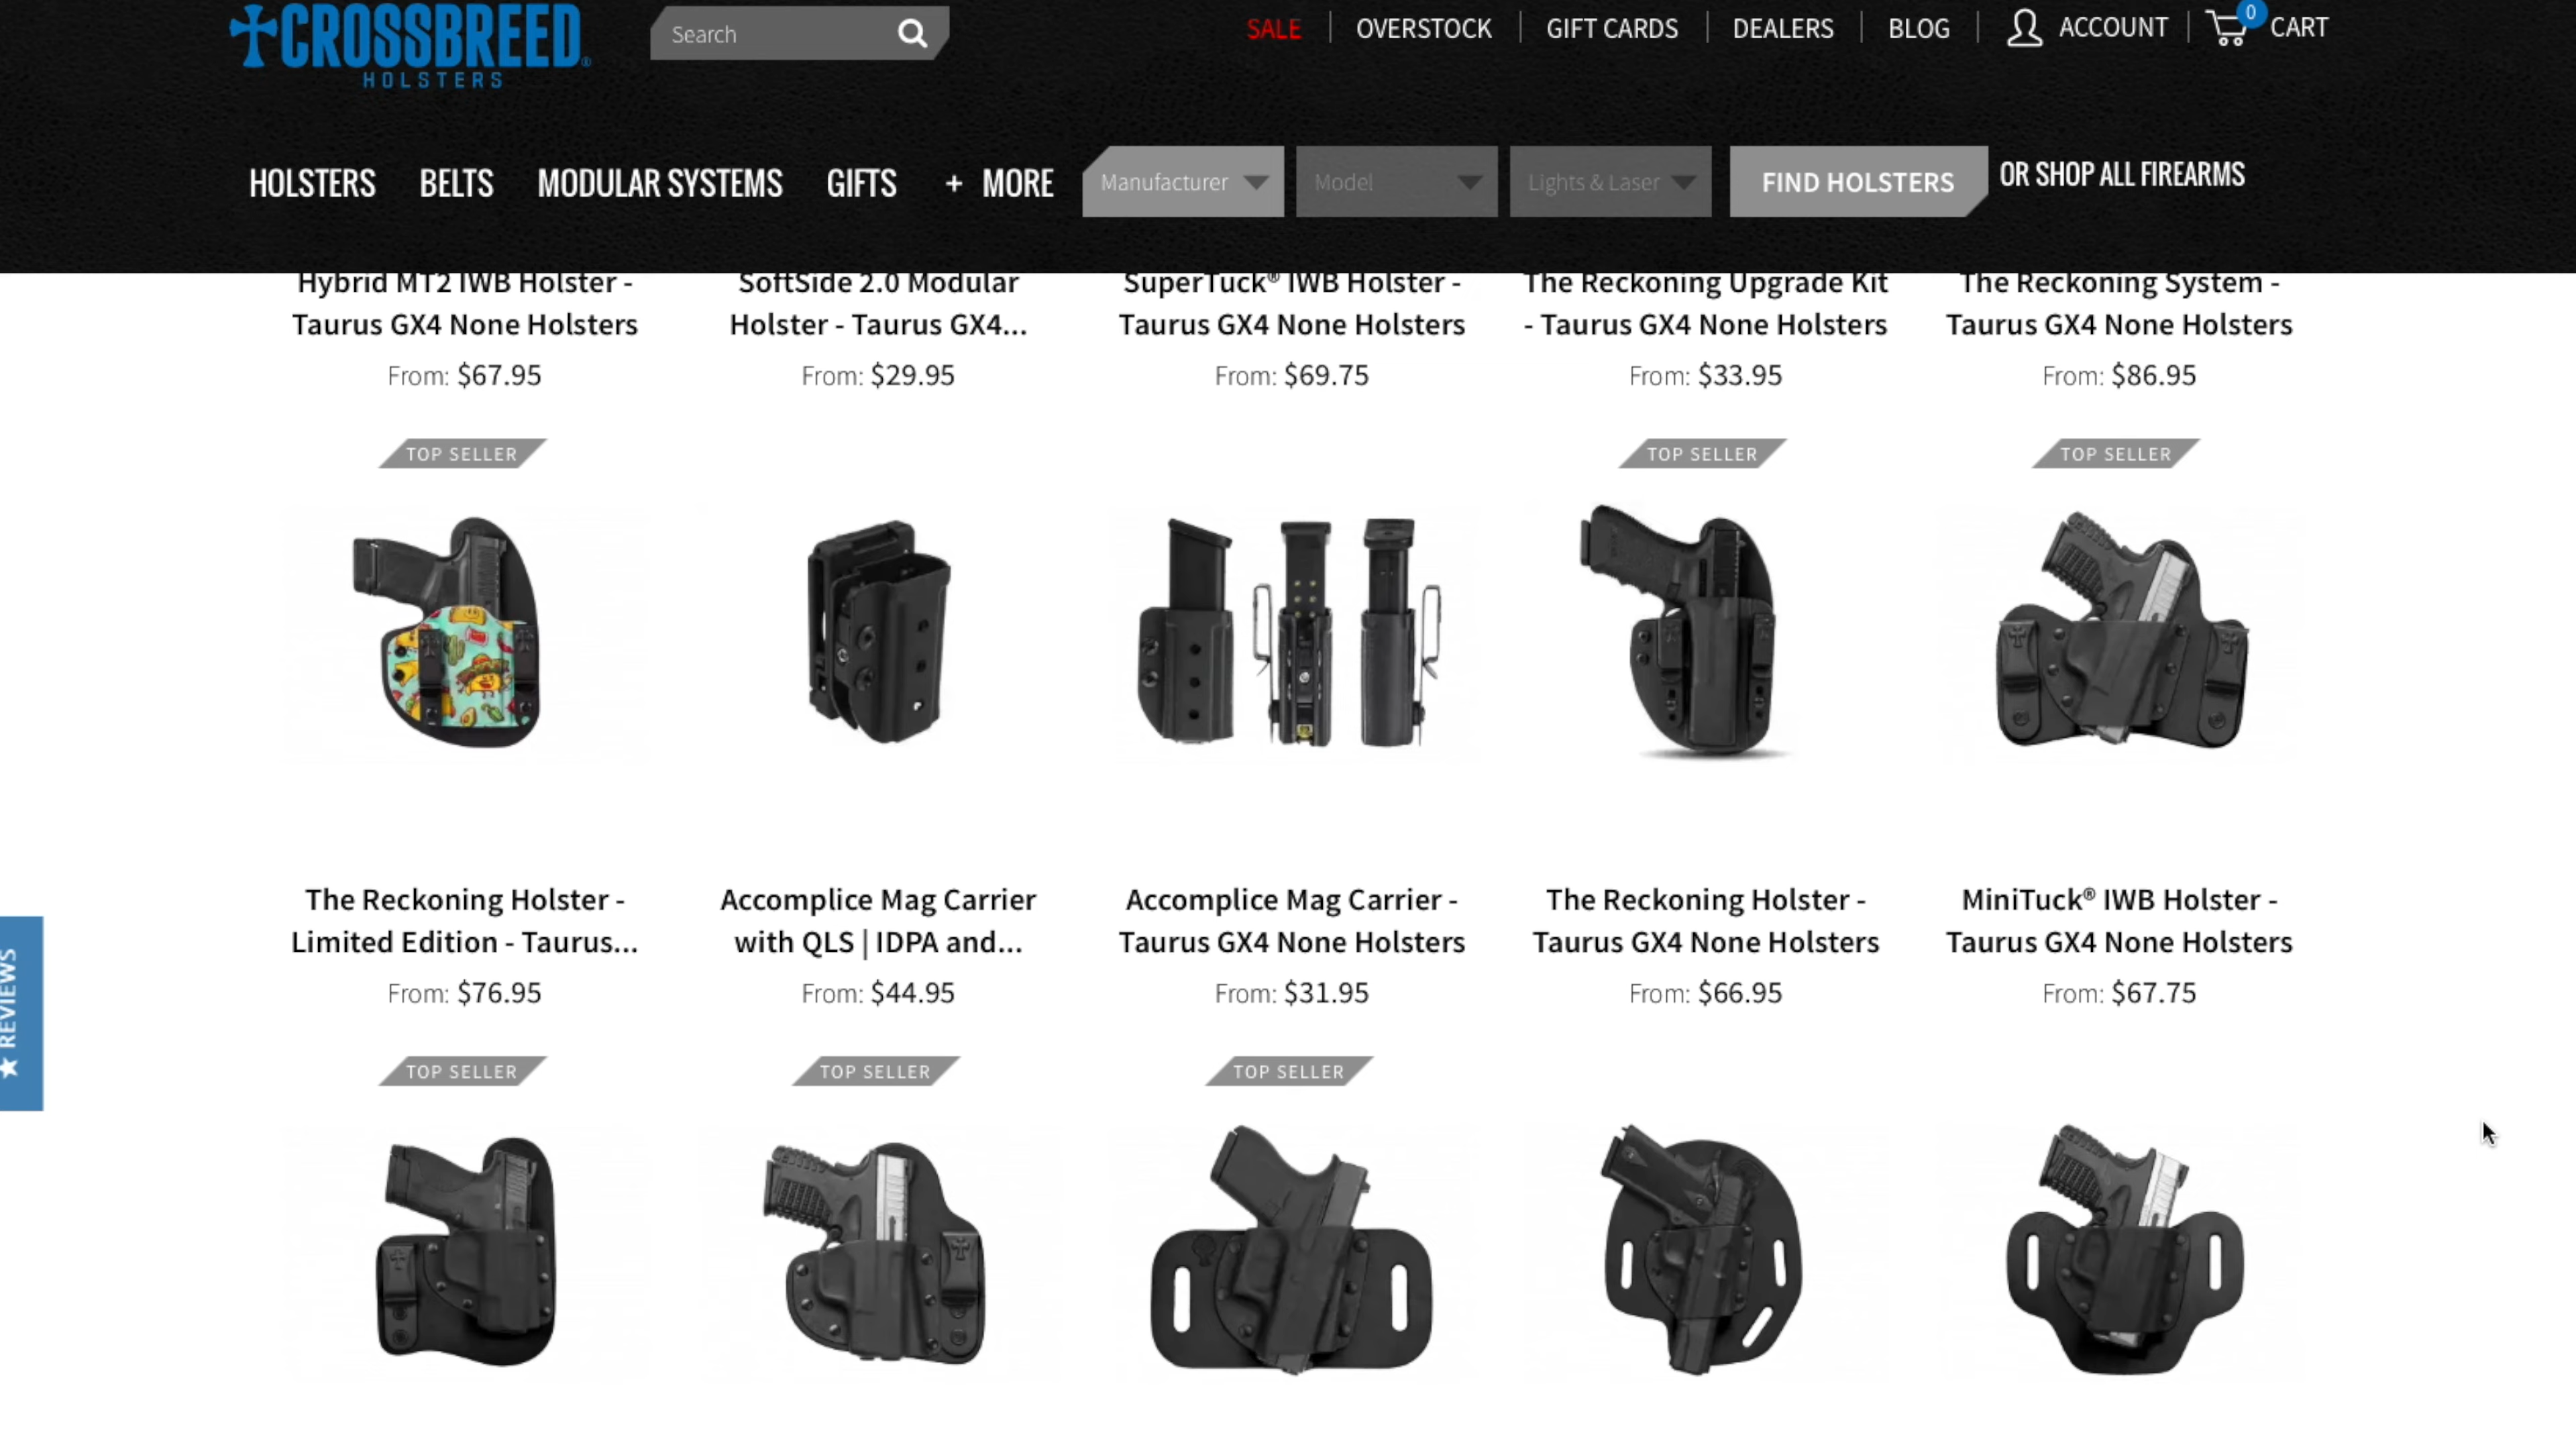 CROSSBREED®
HOLSTERS
Search
SALE
OVERSTOCK
GIFT CARDS
DEALERS
BLOG
ACCOUNT
0
CART
HOLSTERS
BELTS
MODULAR SYSTEMS
GIFTS
+ MORE
Manufacturer
Model
Lights & Laser
FIND HOLSTERS
OR SHOP ALL FIREARMS
Hybrid MT2 IWB Holster -
Taurus GX4 None Holsters
From: $67.95
SoftSide 2.0 Modular
Holster - Taurus GX4...
From: $29.95
SuperTuck® IWB Holster -
Taurus GX4 None Holsters
From: $69.75
The Reckoning Upgrade Kit
- Taurus GX4 None Holsters
From: $33.95
The Reckoning System -
Taurus GX4 None Holsters
From: $86.95
TOP SELLER
TOP SELLER
TOP SELLER
The Reckoning Holster -
Limited Edition - Taurus...
From: $76.95
Accomplice Mag Carrier
with QLS | IDPA and...
From: $44.95
Accomplice Mag Carrier -
Taurus GX4 None Holsters
From: $31.95
The Reckoning Holster -
Taurus GX4 None Holsters
From: $66.95
MiniTuck® IWB Holster -
Taurus GX4 None Holsters
From: $67.75
★ REVIEWS
TOP SELLER
TOP SELLER
TOP SELLER